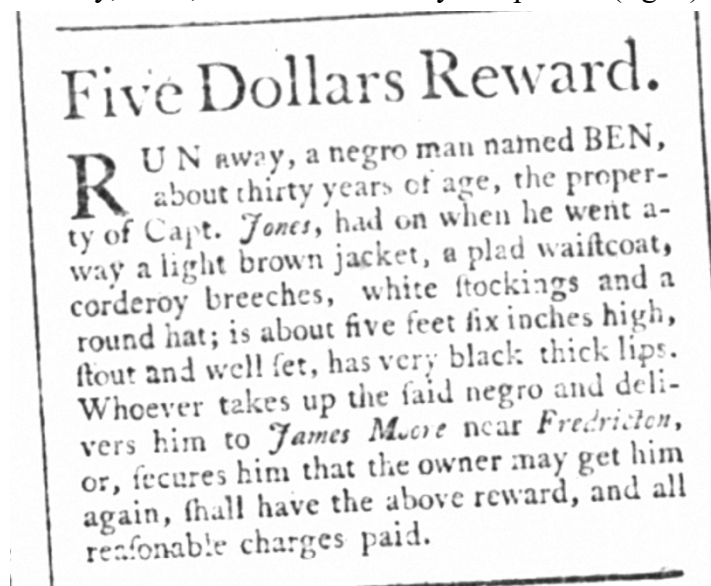 Five Dollars Reward.
RUN away, a negro man named BEN,
about thirty years of age, the proper-
ty of Capt. Jones, had on when he went a-
way a light brown jacket, a plad waiſtcoat,
corderoy breeches, white ſtockings and a
round hat; is about five feet ſix inches high,
ſtout and well ſet, has very black thick lips.
Whoever takes up the ſaid negro and deli-
vers him to James Moore near Fredricton,
or, ſecures him that the owner may get him
again, ſhall have the above reward, and all
reaſonable charges paid.